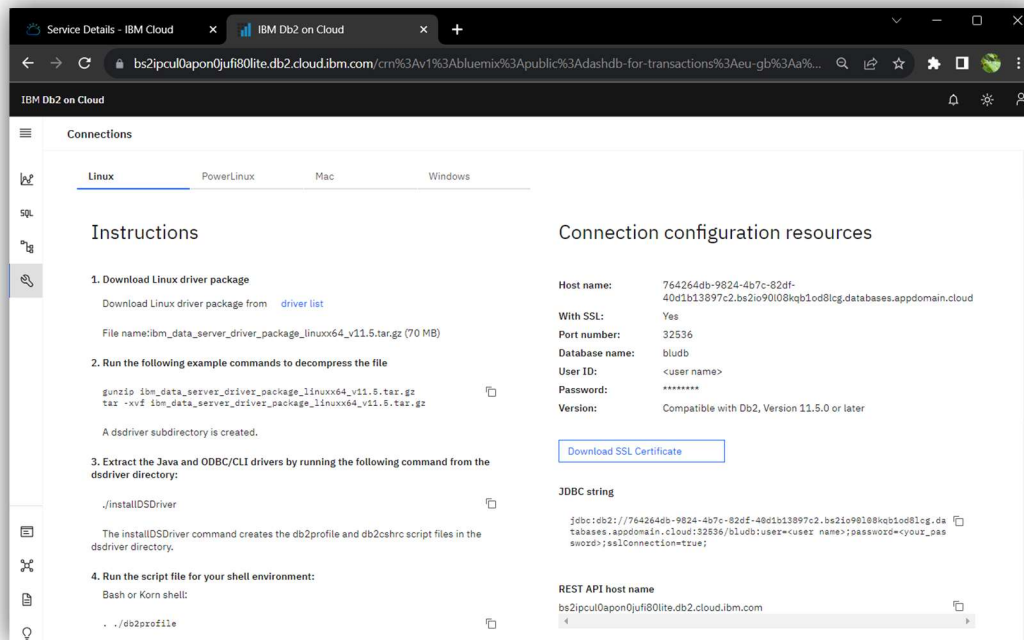 Service Details - IBM Cloud
IBM Db2 on Cloud
bs2ipcul0apon0jufi80lite.db2.cloud.ibm.com/crn%3Av1%3Abluemix%3Apublic%3Adashdb-for-transactions%3Aeu-gb%3Aa%...
IBM Db2 on Cloud
Connections
Linux PowerLinux Mac Windows
SQL
Instructions
1. Download Linux driver package
Download Linux driver package from driver list
File name:ibm_data_server_driver_package_linuxx64_v11.5.tar.gz (70 MB)
2. Run the following example commands to decompress the file
gunzip ibm_data_server_driver_package_linuxx64_v11.5.tar.gz
tar -xvf ibm_data_server_driver_package_linuxx64_v11.5.tar.gz
A dsdriver subdirectory is created.
3. Extract the Java and ODBC/CLI drivers by running the following command from the
dsdriver directory:
./installDSDriver
The installDSDriver command creates the db2profile and db2cshrc script files in the
dsdriver directory.
4. Run the script file for your shell environment:
Bash or Korn shell:
. ./db2profile
Connection configuration resources
Host name: 764264db-9824-4b7c-82df-
40d1b13897c2.bs2io90l08kqb1od8lcg.databases.appdomain.cloud
With SSL: Yes
Port number: 32536
Database name: bludb
User ID: <user name>
Password: ********
Version: Compatible with Db2, Version 11.5.0 or later
Download SSL Certificate
JDBC string
jdbc:db2://764264db-9824-4b7c-82df-40d1b13897c2.bs2io90l08kqb1od8lcg.da
tabases.appdomain.cloud:32536/bludb:user=<user name>;password=<your_pas
sword>;sslConnection=true;
REST API host name
bs2ipcul0apon0jufi80lite.db2.cloud.ibm.com